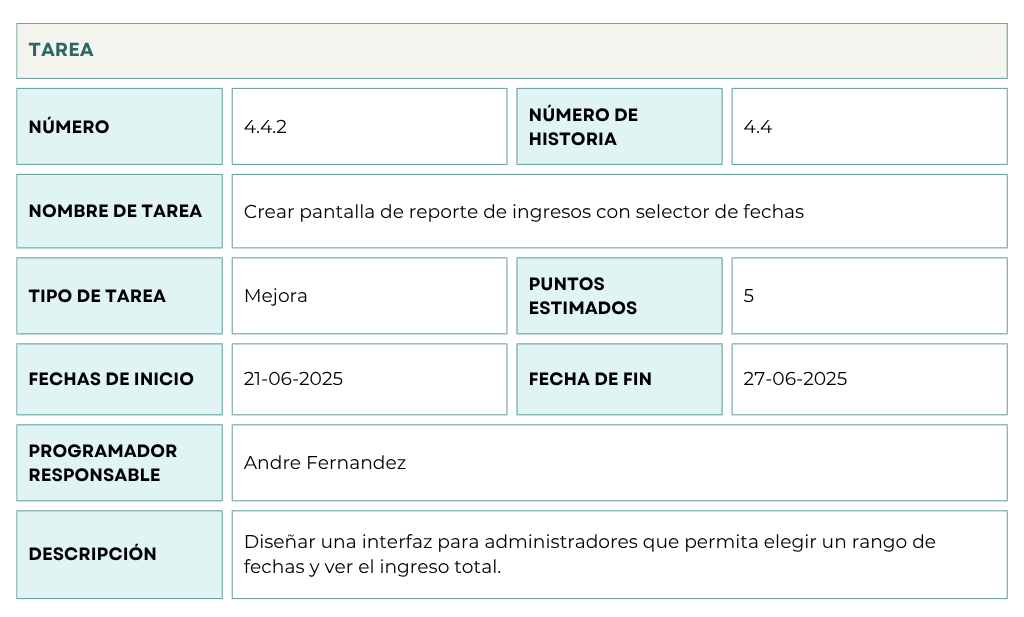 TAREA
NÚMERO
4.4.2
NÚMERO DE
HISTORIA
4.4
NOMBRE DE TAREA
Crear pantalla de reporte de ingresos con selector de fechas
TIPO DE TAREA
Mejora
PUNTOS
ESTIMADOS
5
FECHAS DE INICIO
21-06-2025
FECHA DE FIN
27-06-2025
PROGRAMADOR
RESPONSABLE
Andre Fernandez
DESCRIPCIÓN
Diseñar una interfaz para administradores que permita elegir un rango de
fechas y ver el ingreso total.